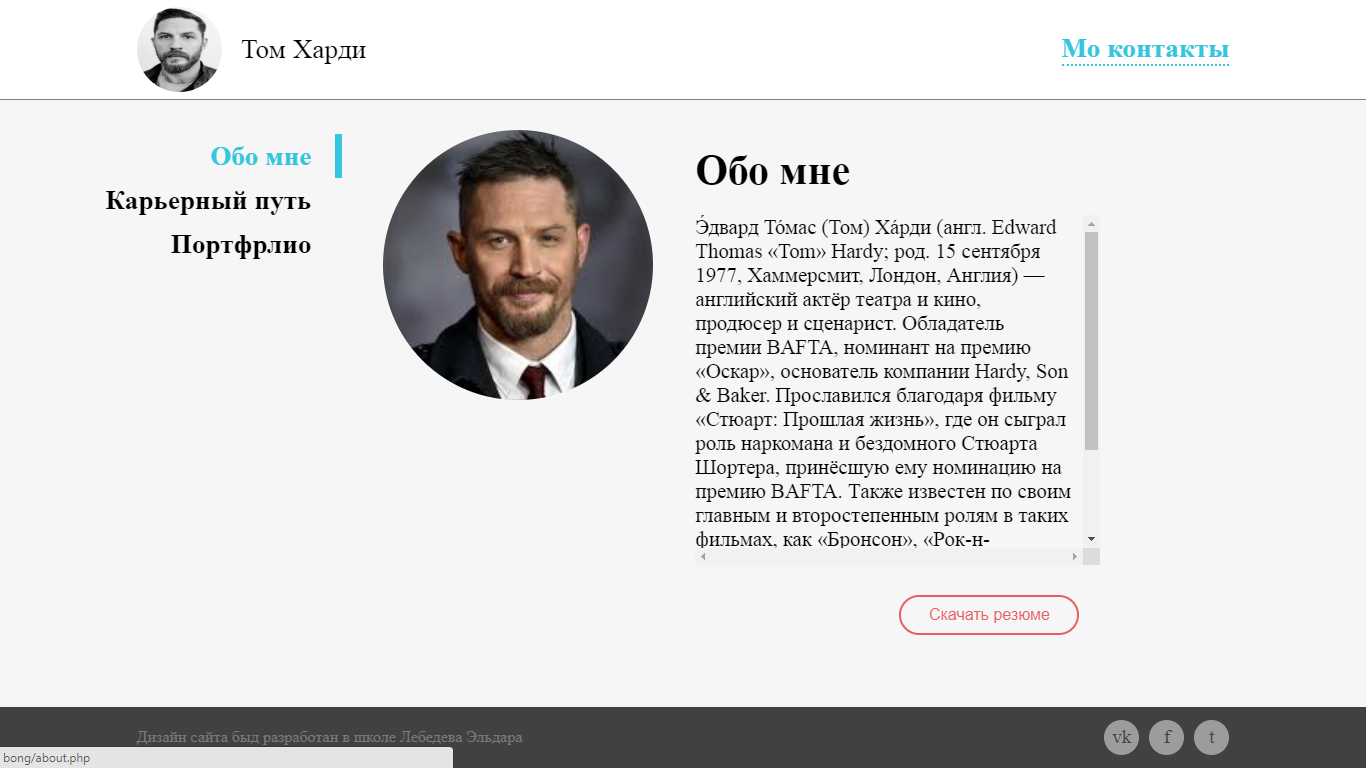 Том Харди
Мо контакты
Обо мне
Карьерный путь
Портфрлио
Обо мне
Э́двард То́мас (Том) Ха́рди (англ. Edward
Thomas «Tom» Hardy; род. 15 сентября
1977, Хаммерсмит, Лондон, Англия) —
английский актёр театра и кино,
продюсер и сценарист. Обладатель
премии BAFTA, номинант на премию
«Оскар», основатель компании Hardy, Son
& Baker. Прославился благодаря фильму
«Стюарт: Прошлая жизнь», где он сыграл
роль наркомана и бездомного Стюарта
Шортера, принёсшую ему номинацию на
премию BAFTA. Также известен по своим
главным и второстепенным ролям в таких
фильмах, как «Бронсон», «Рок-н-
Скачать резюме
Дизайн сайта быд разработан в школе Лебедева Эльдара
vk f t
bong/about.php